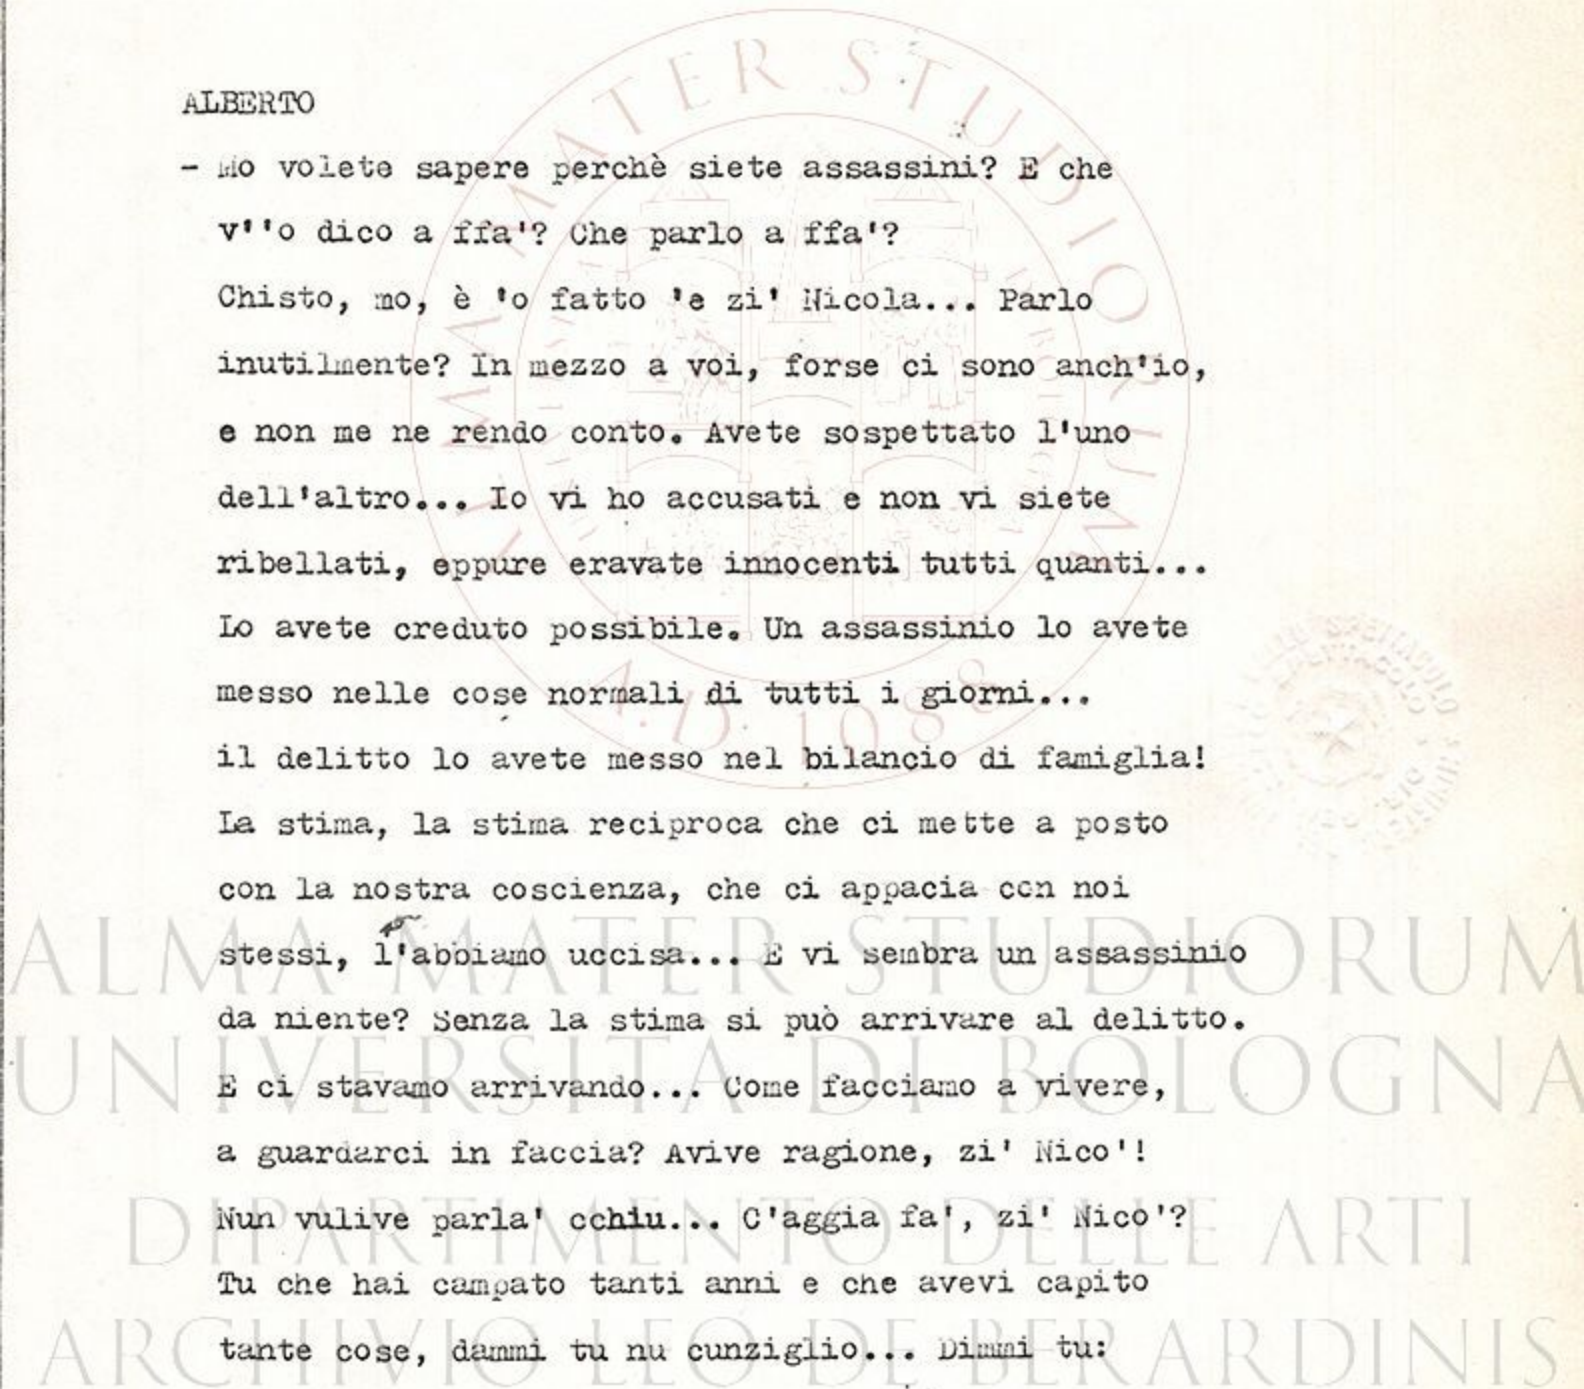 ALBERTO
- Mo volete sapere perchè siete assassini? E che
v''o dico a ffa'? Che parlo a ffa'?
Chisto, mo, è 'o fatto 'e zi' Nicola... Parlo
inutilmente? In mezzo a voi, forse ci sono anch'io,
e non me ne rendo conto. Avete sospettato l'uno
dell'altro... Io vi ho accusati e non vi siete
ribellati, eppure eravate innocenti tutti quanti...
Lo avete creduto possibile. Un assassinio lo avete
messo nelle cose normali di tutti i giorni...
il delitto lo avete messo nel bilancio di famiglia!
La stima, la stima reciproca che ci mette a posto
con la nostra coscienza, che ci appacia con noi
stessi, l'abbiamo uccisa... E vi sembra un assassinio
da niente? Senza la stima si può arrivare al delitto.
E ci stavamo arrivando... Come facciamo a vivere,
a guardarci in faccia? Avive ragione, zi' Nico'!
Nun vulive parla' cchiu... C'aggia fa', zi' Nico'?
Tu che hai campato tanti anni e che avevi capito
tante cose, dammi tu nu cunziglio... Dimmi tu:
ALMA MATER STUDIORUM
A.D. 1088
ALMA MATER STUDIORUM
UNIVERSITA DI BOLOGNA
DIPARTIMENTO DELLE ARTI
ARCHIVIO LEO DE BERARDINIS